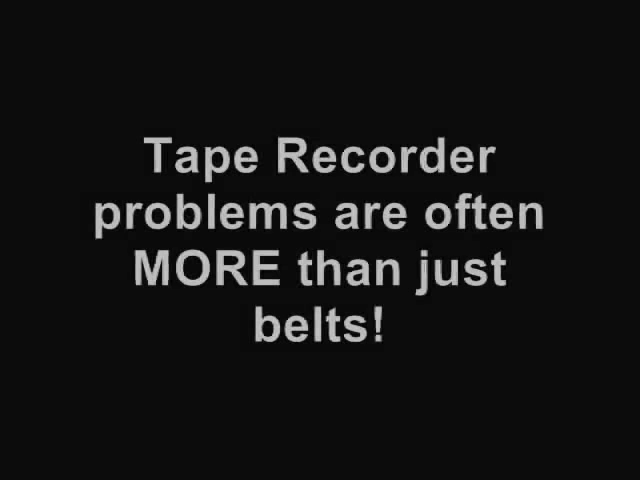 Tape Recorder
problems are often
MORE than just
belts!